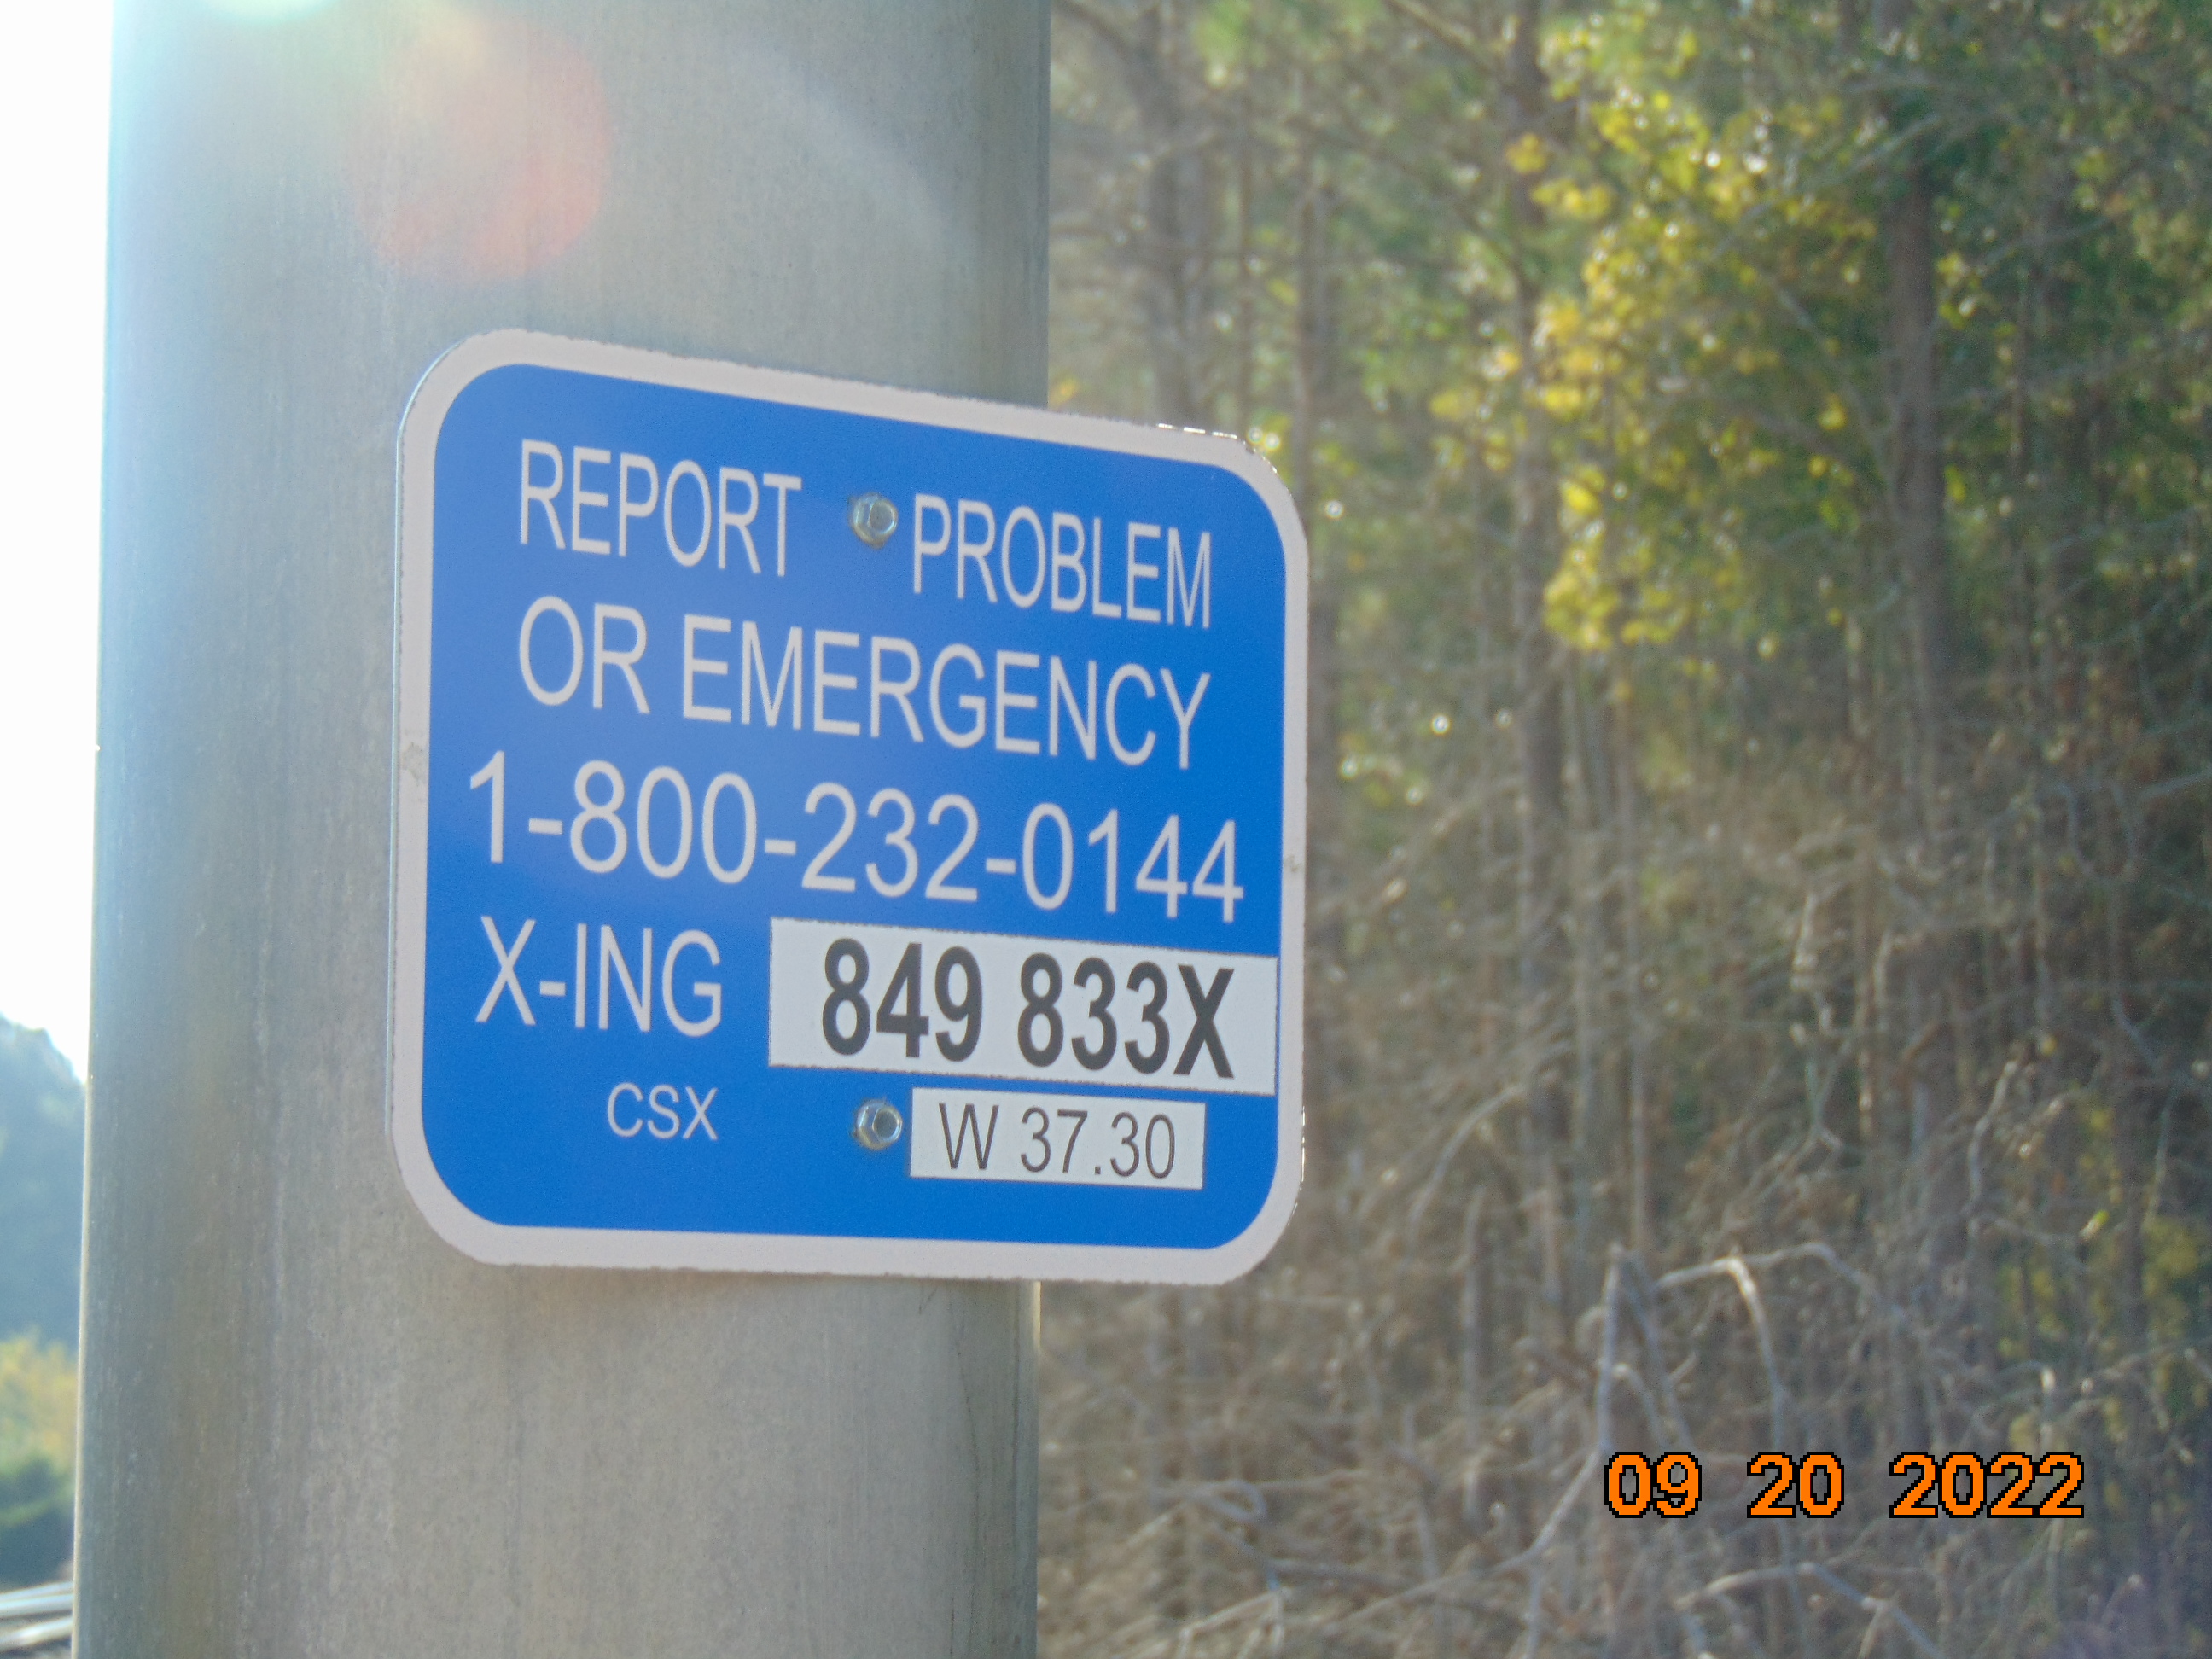 REPORT PROBLEM
OR EMERGENCY
1-800-232-0144
X-ING 849 833X
CSX W 37.30
09 20 2022